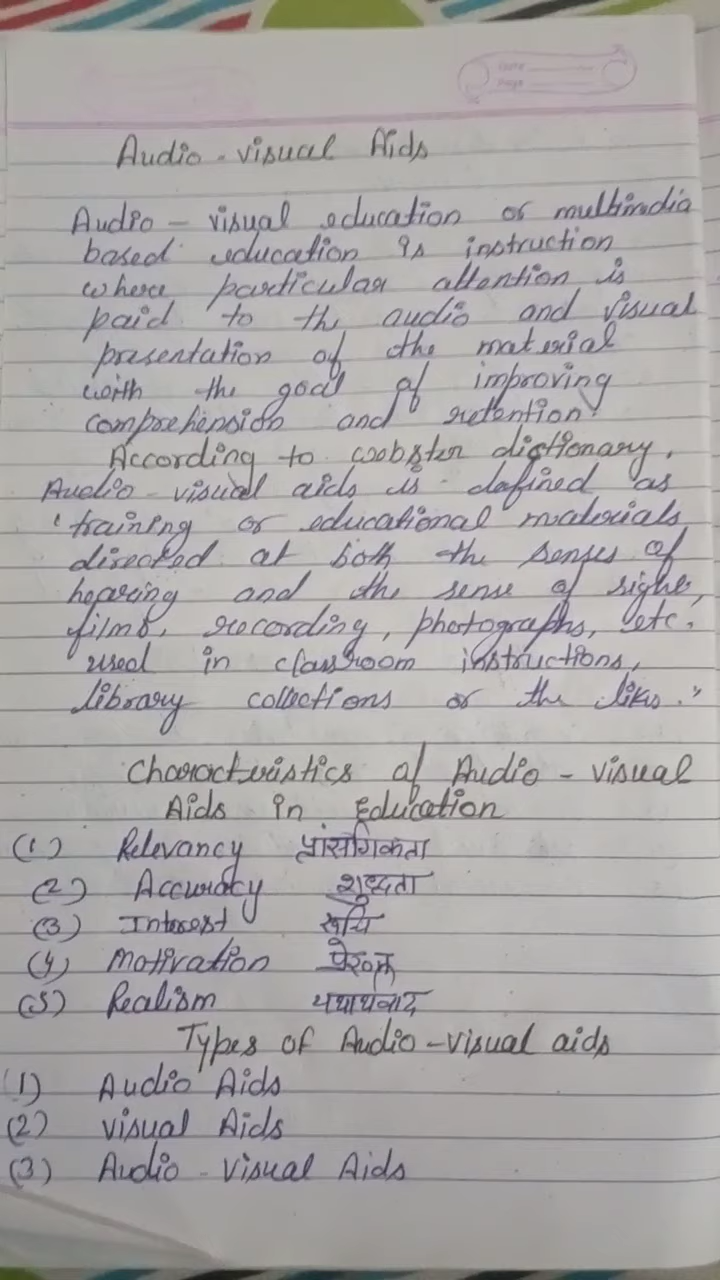 Audio-visual Aids
Audio-visual education or multimedia
based education is instruction
where particular attention is
paid to the audio and visual
presentation of the material
with the goal of improving
comprehension and retention.
According to webster dictionary,
Audio-visual aids is defined as
'training or educational materials
directed at both the senses of
hearing and the sense of sight,
films, recording, photographs, etc.
used in classroom instructions,
library collections or the likes."
Characteristics of Audio-visual
Aids in Education
(1) Relevancy प्रासंगिकता
(2) Accuracy शुद्धता
(3) Interest रूचि
(4) Motivation
(5) Realism यथार्थवाद
Types of Audio-visual aids
(1) Audio Aids
(2) visual Aids
(3) Audio-visual Aids